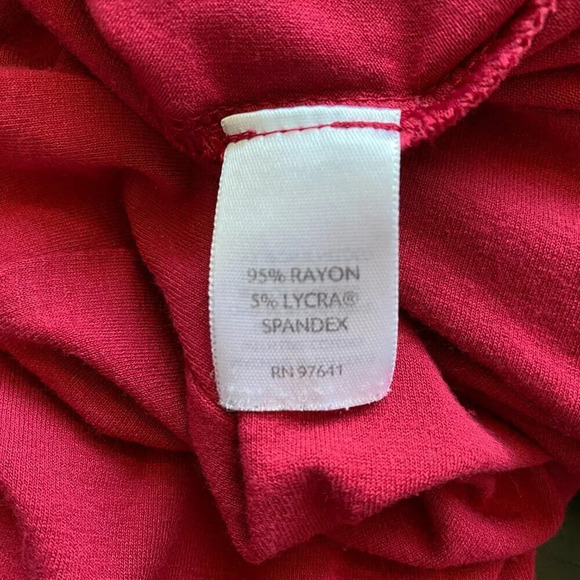 95% RAYON
5% LYCRA®
SPANDEX
RN 97641